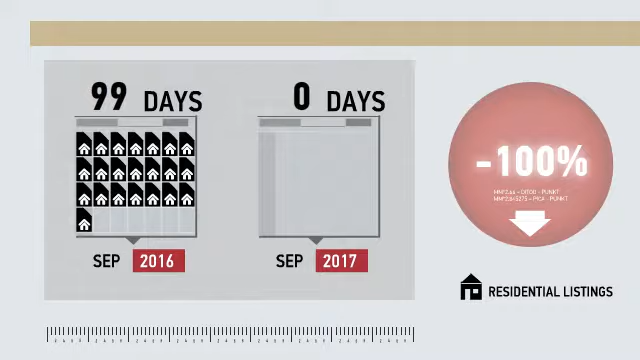 99 DAYS
0 DAYS
SEP 2016
SEP 2017
-100%
RESIDENTIAL LISTINGS